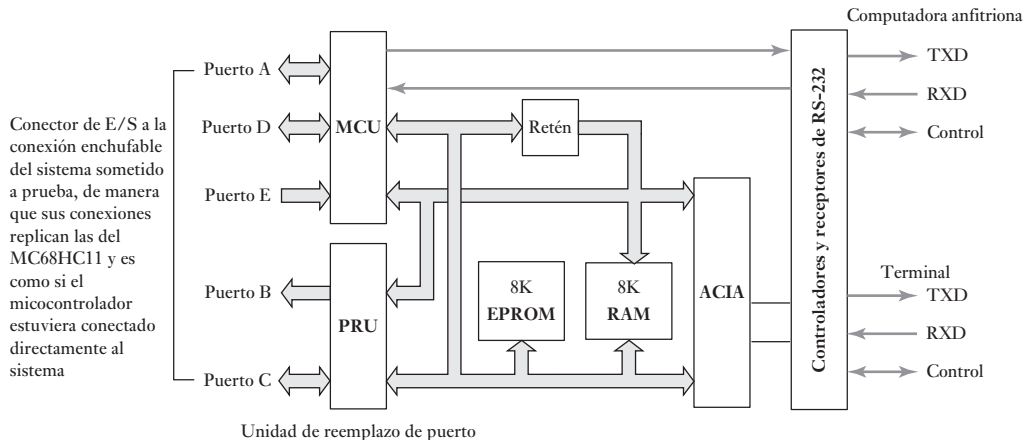 Computadora anfitriona
Conector de E/S a la
conexión enchufable
del sistema sometido
a prueba, de manera
que sus conexiones
replican las del
MC68HC11 y es
como si el
micocontrolador
estuviera conectado
directamente al
sistema
Puerto A
Puerto D
Puerto E
Puerto B
Puerto C
MCU
PRU
Retén
8K
EPROM
8K
RAM
ACIA
Controladores y receptores de RS-232
TXD
RXD
Control
Terminal
TXD
RXD
Control
Unidad de reemplazo de puerto